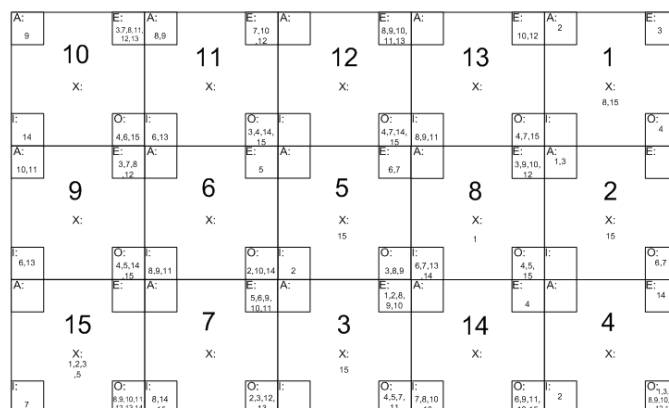 A: E: A: E: A: E: A: E: A: E:
9 3,7,8,11, 8,9 7,10 8,9,10, 10,12 2 3
12,13 ,12 11,13
10 11 12 13 1
X: X: X: X: X:
8,15
I: O: I: O: I: O: I: O: I: O:
14 4,6,15 6,13 3,4,14, 4,7,14, 8,9,11 4,7,15 4
15 15
A: E: A: E: A: E: A: E: A: E:
10,11 3,7,8 5 6,7 3,9,10, 1,3
,12 12
9 6 5 8 2
X: X: X: X: X:
15 1 15
I: O: I: O: I: O: I: O: I: O:
6,13 4,5,14 8,9,11 2,10,14 2 3,8,9 6,7,13 4,5, 6,7
,15 ,14 15
A: E: A: E: A: E: A: E: A: E:
5,6,9, 1,2,8, 4 14
10,11 9,10
15 7 3 14 4
X: X: X: X: X:
1,2,3 15
,5
I: O: I: O: I: O: I: O: I: O:
7 8,9,10,11 8,14 2,3,12, 4,5,7, 7,8,10 6,9,11, 2 1,3,
13 11 8,9,10,